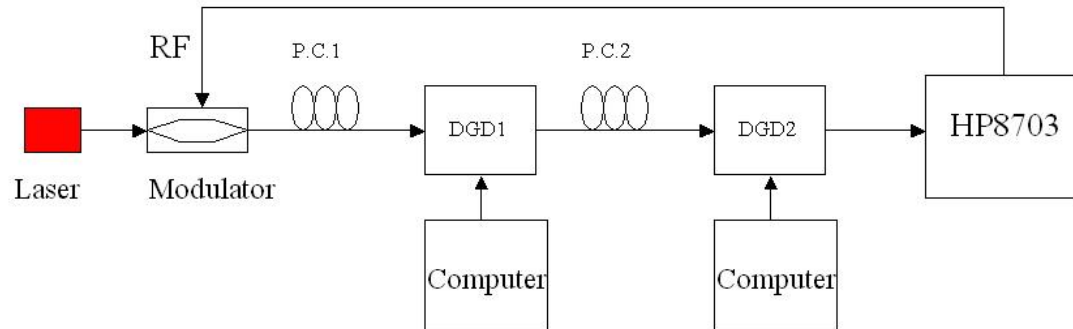 RF
P.C.1
P.C.2
DGD1
DGD2
HP8703
Laser
Modulator
Computer
Computer